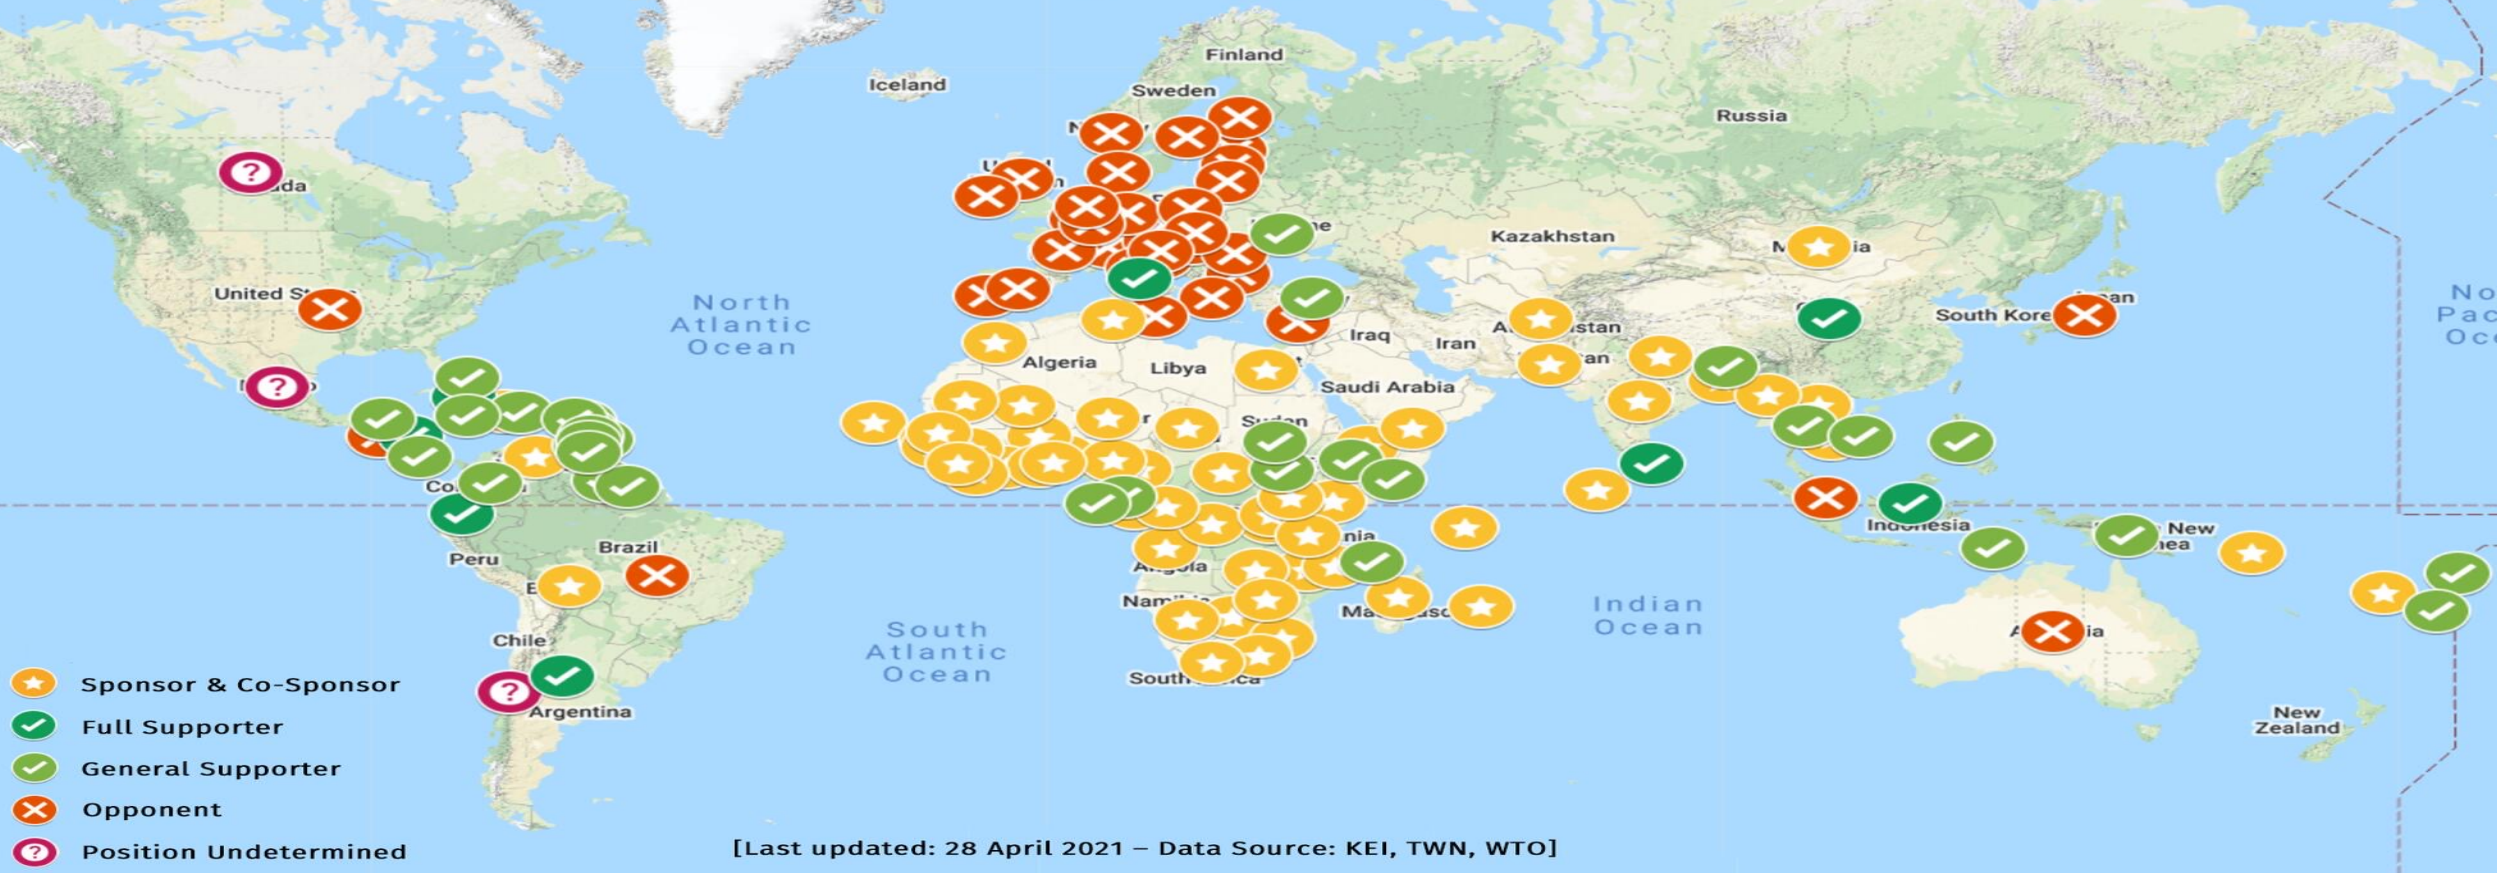 Finland
Iceland
Sweden
Russia
Kazakhstan
United St
North
Atlantic
Ocean
South Kore
Iraq
Iran
Algeria
Libya
Saudi Arabia
Indonesia
New
Peru
Brazil
South
Atlantic
Ocean
Indian
Ocean
Chile
Argentina
New
Zealand
Sponsor & Co-Sponsor
Full Supporter
General Supporter
Opponent
Position Undetermined
[Last updated: 28 April 2021 – Data Source: KEI, TWN, WTO]